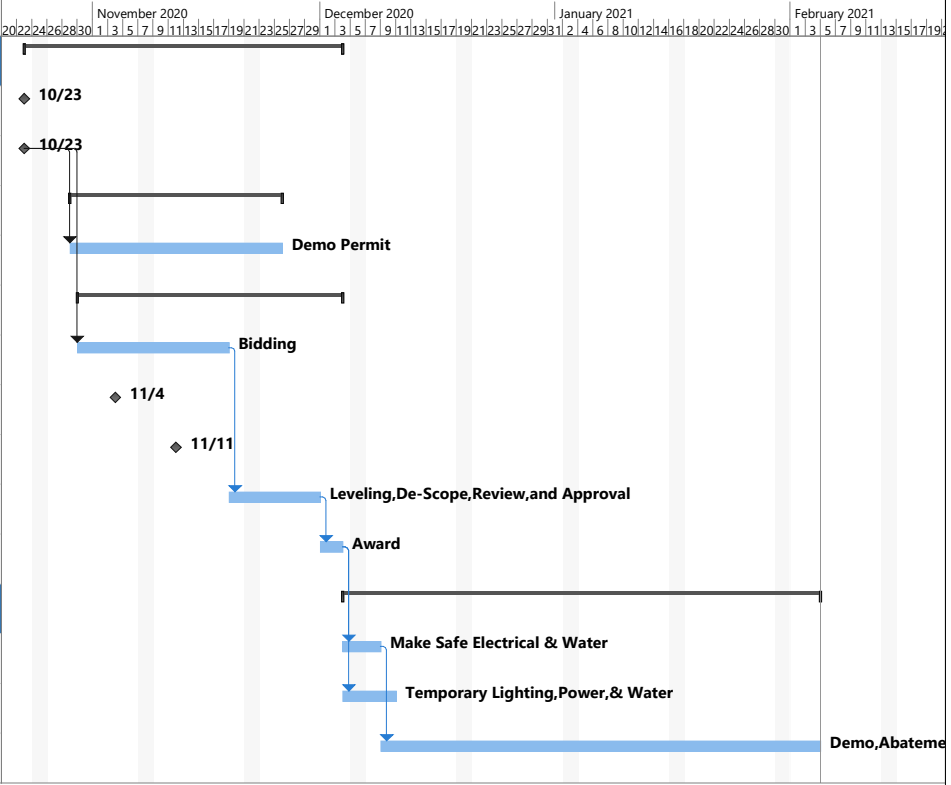 November 2020 December 2020 January 2021 February 2021
20 22 24 26 28 30 1 3 5 7 9 11 13 15 17 19 21 23 25 27 29 1 3 5 7 9 11 13 15 17 19 21 23 25 27 29 31 2 4 6 8 10 12 14 16 18 20 22 24 26 28 30 1 3 5 7 9 11 13 15 17 19
10/23
10/23
Demo Permit
Bidding
11/4
11/11
Leveling,De-Scope,Review,and Approval
Award
Make Safe Electrical & Water
Temporary Lighting,Power,& Water
Demo,Abateme